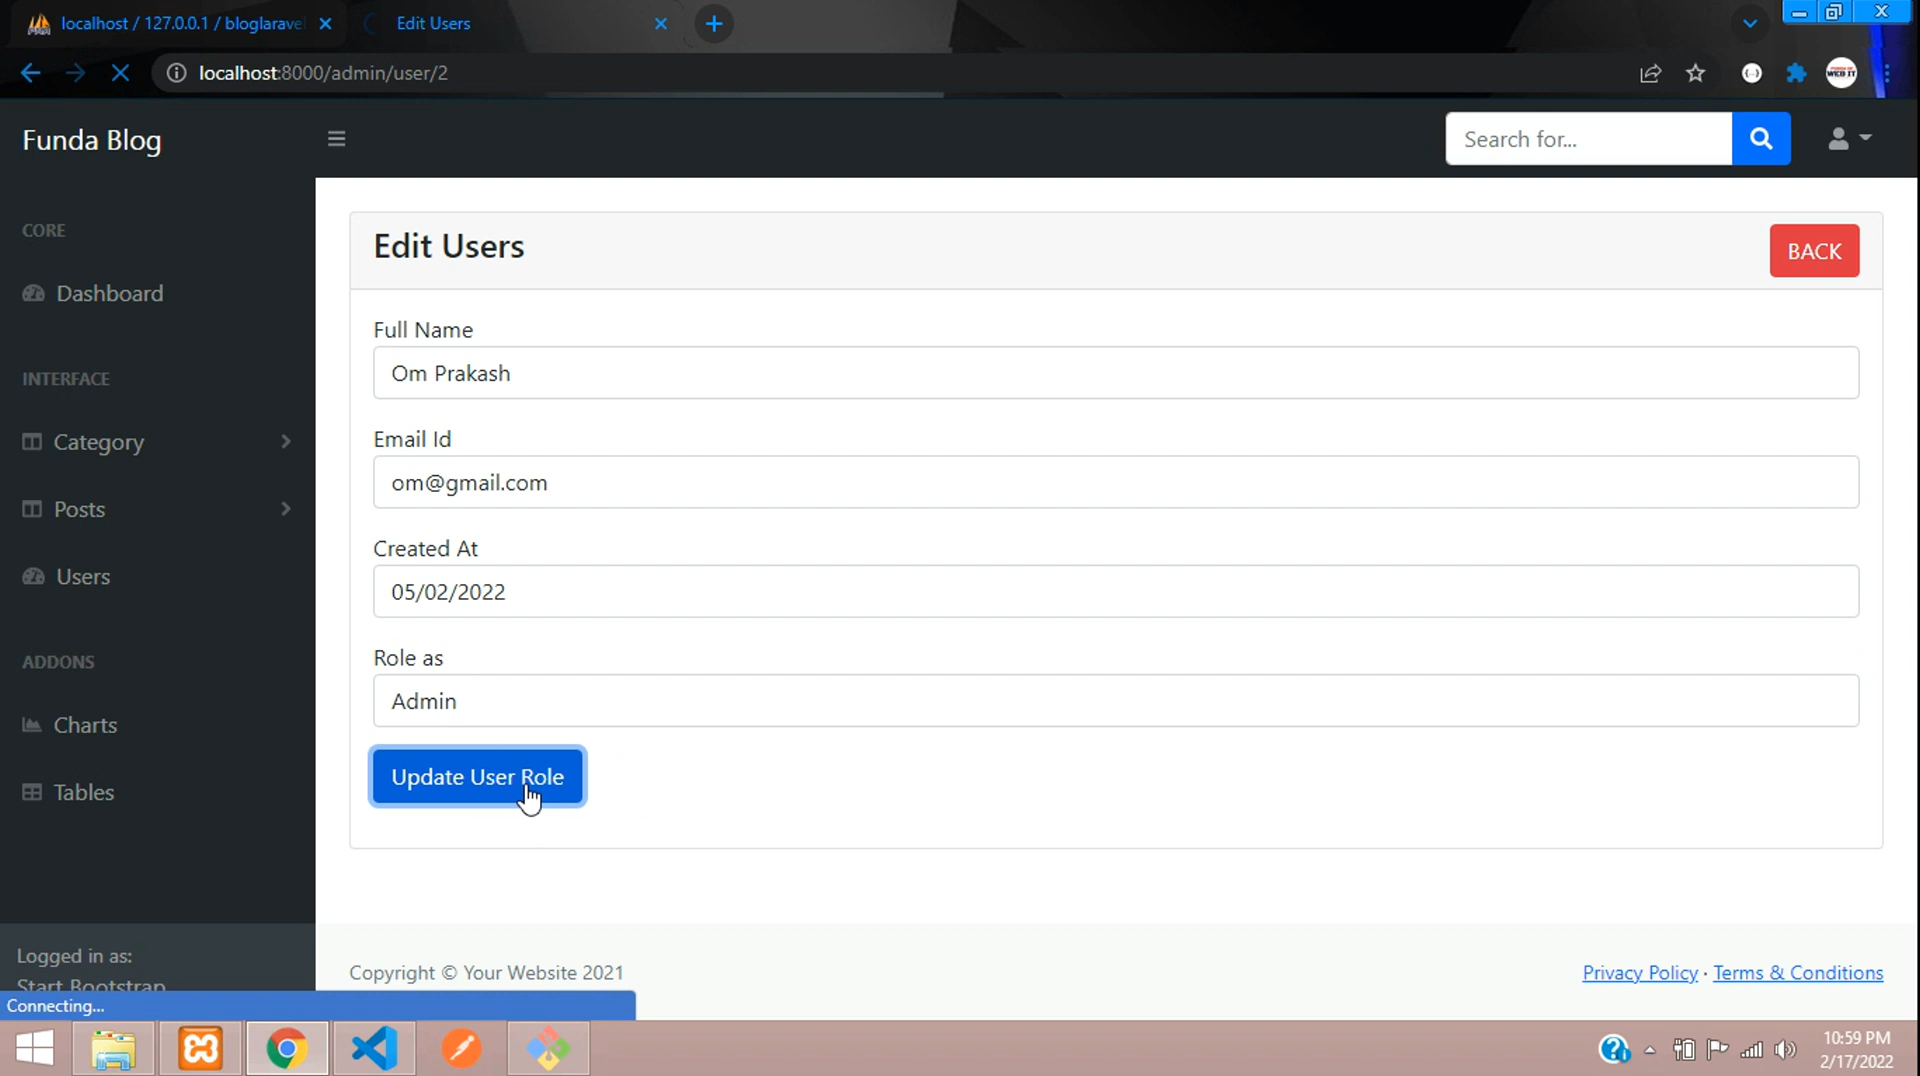 localhost / 127.0.0.1 / bloglaravel
Edit Users
localhost:8000/admin/user/2
WEB IT
Funda Blog
Search for...
CORE
Dashboard
INTERFACE
Category
Posts
Users
ADDONS
Charts
Tables
Logged in as:
Start Bootstrap
Connecting...
Edit Users
BACK
Full Name
Om Prakash
Email Id
om@gmail.com
Created At
05/02/2022
Role as
Admin
Update User Role
Copyright © Your Website 2021
Privacy Policy · Terms & Conditions
10:59 PM
2/17/2022